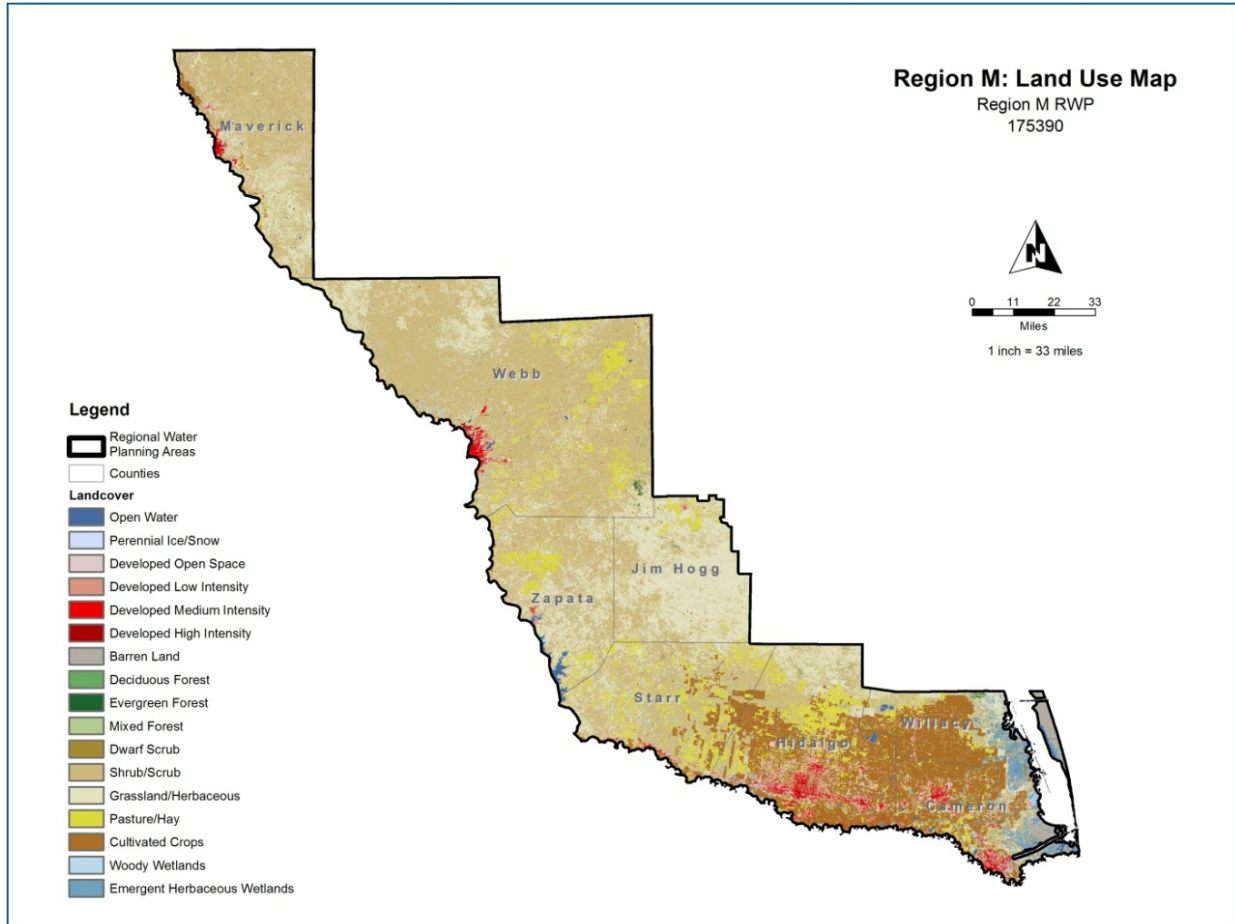 Region M: Land Use Map
Region M RWP
175390
Maverick
N
0 11 22 33
Miles
1 inch = 33 miles
Webb
Legend
Regional Water
Planning Areas
Counties
Landcover
Open Water
Perennial Ice/Snow
Developed Open Space
Developed Low Intensity
Developed Medium Intensity
Developed High Intensity
Barren Land
Deciduous Forest
Evergreen Forest
Mixed Forest
Dwarf Scrub
Shrub/Scrub
Grassland/Herbaceous
Pasture/Hay
Cultivated Crops
Woody Wetlands
Emergent Herbaceous Wetlands
Jim Hogg
Zapata
Starr
Willacy
Hidalgo
Cameron